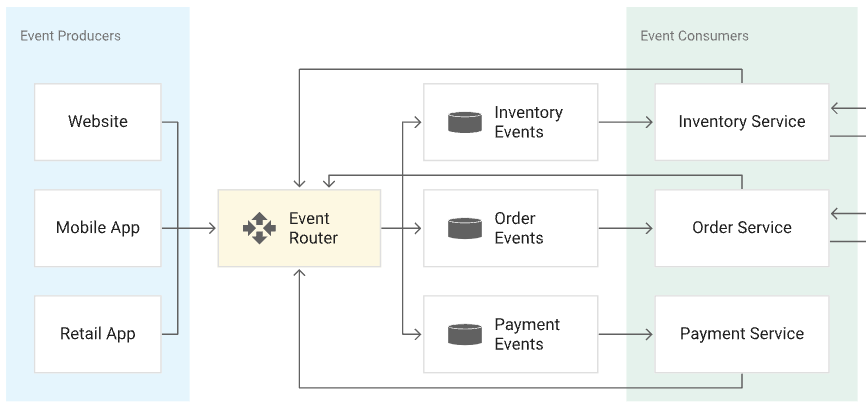 Event Producers
Event Consumers
Website
Inventory
Events
Inventory Service
Mobile App
Event
Router
Order
Events
Order Service
Retail App
Payment
Events
Payment Service